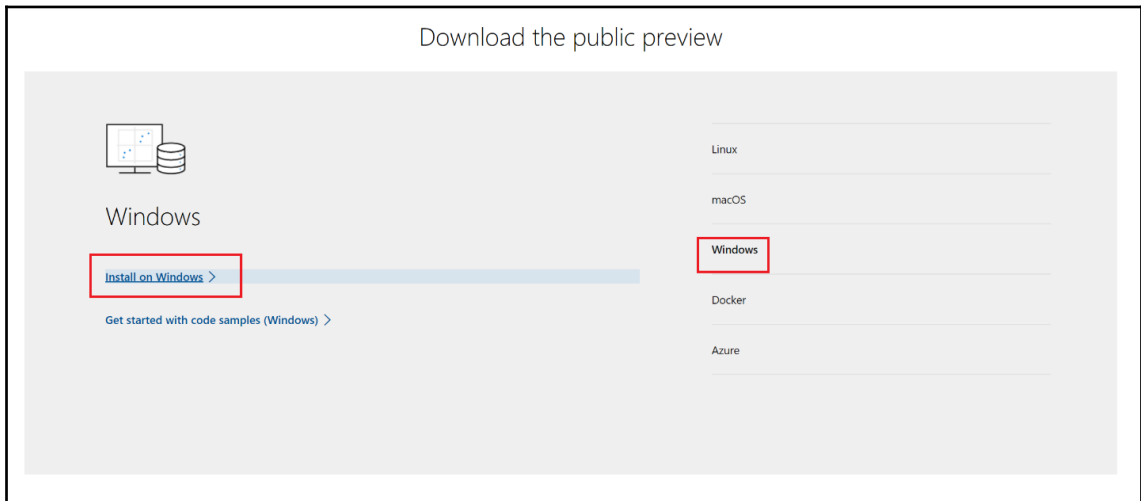 Download the public preview
Windows
Install on Windows
Get started with code samples (Windows)
Linux
macOS
Windows
Docker
Azure